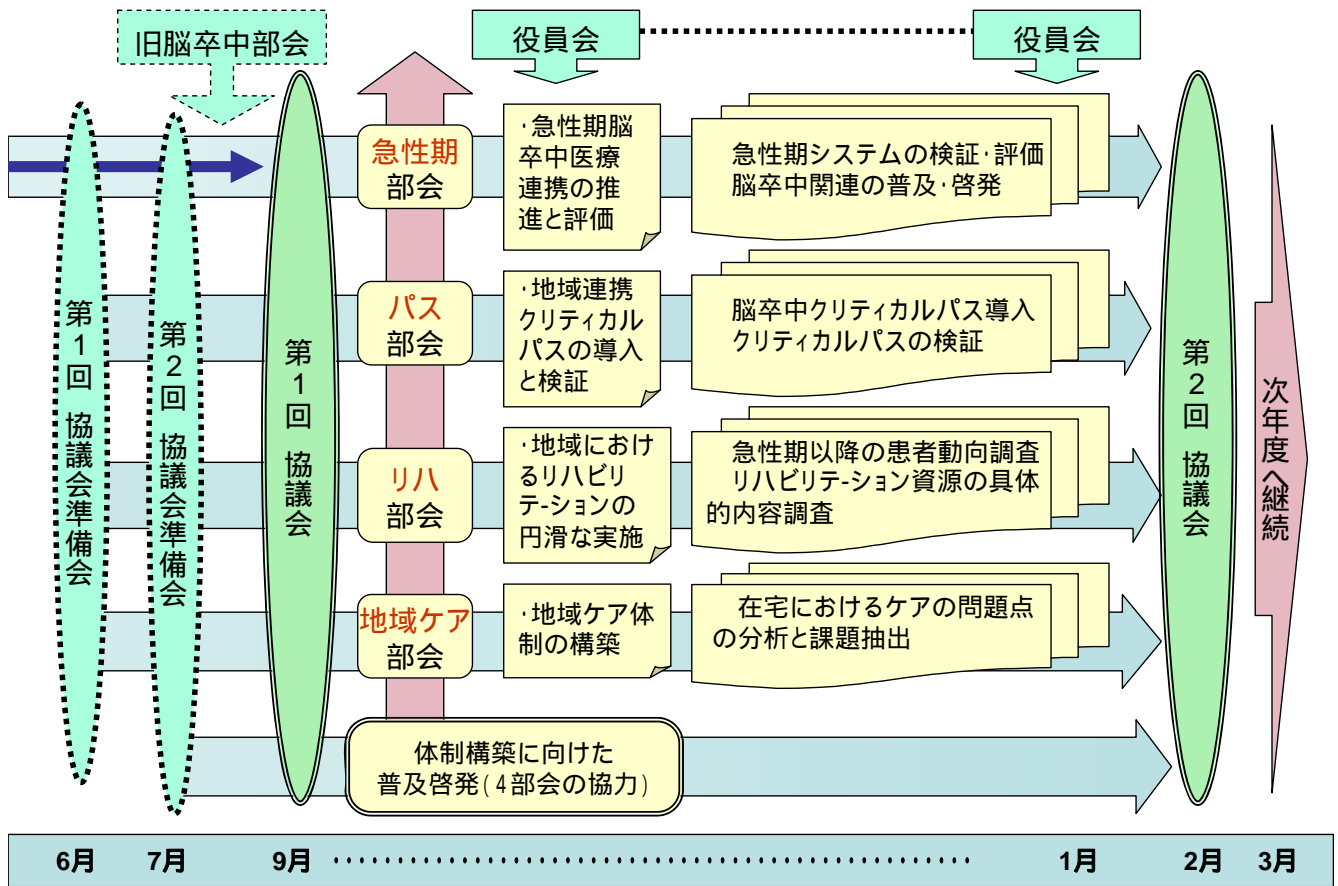 旧脳卒中部会
役員会
役員会
第1回 協議会準備会
第2回 協議会準備会
第1回 協議会
急性期
部会
・急性期脳
卒中医療
連携の推
進と評価
急性期システムの検証・評価
脳卒中関連の普及・啓発
パス
部会
・地域連携
クリティカル
パスの導入
と検証
脳卒中クリティカルパス導入
クリティカルパスの検証
リハ
部会
・地域におけ
るリハビリ
テ-ションの
円滑な実施
急性期以降の患者動向調査
リハビリテ-ション資源の具体
的内容調査
地域ケア
部会
・地域ケア体
制の構築
在宅におけるケアの問題点
の分析と課題抽出
体制構築に向けた
普及啓発(4部会の協力)
第2回 協議会
次年度へ継続
6月 7月 9月 1月 2月 3月